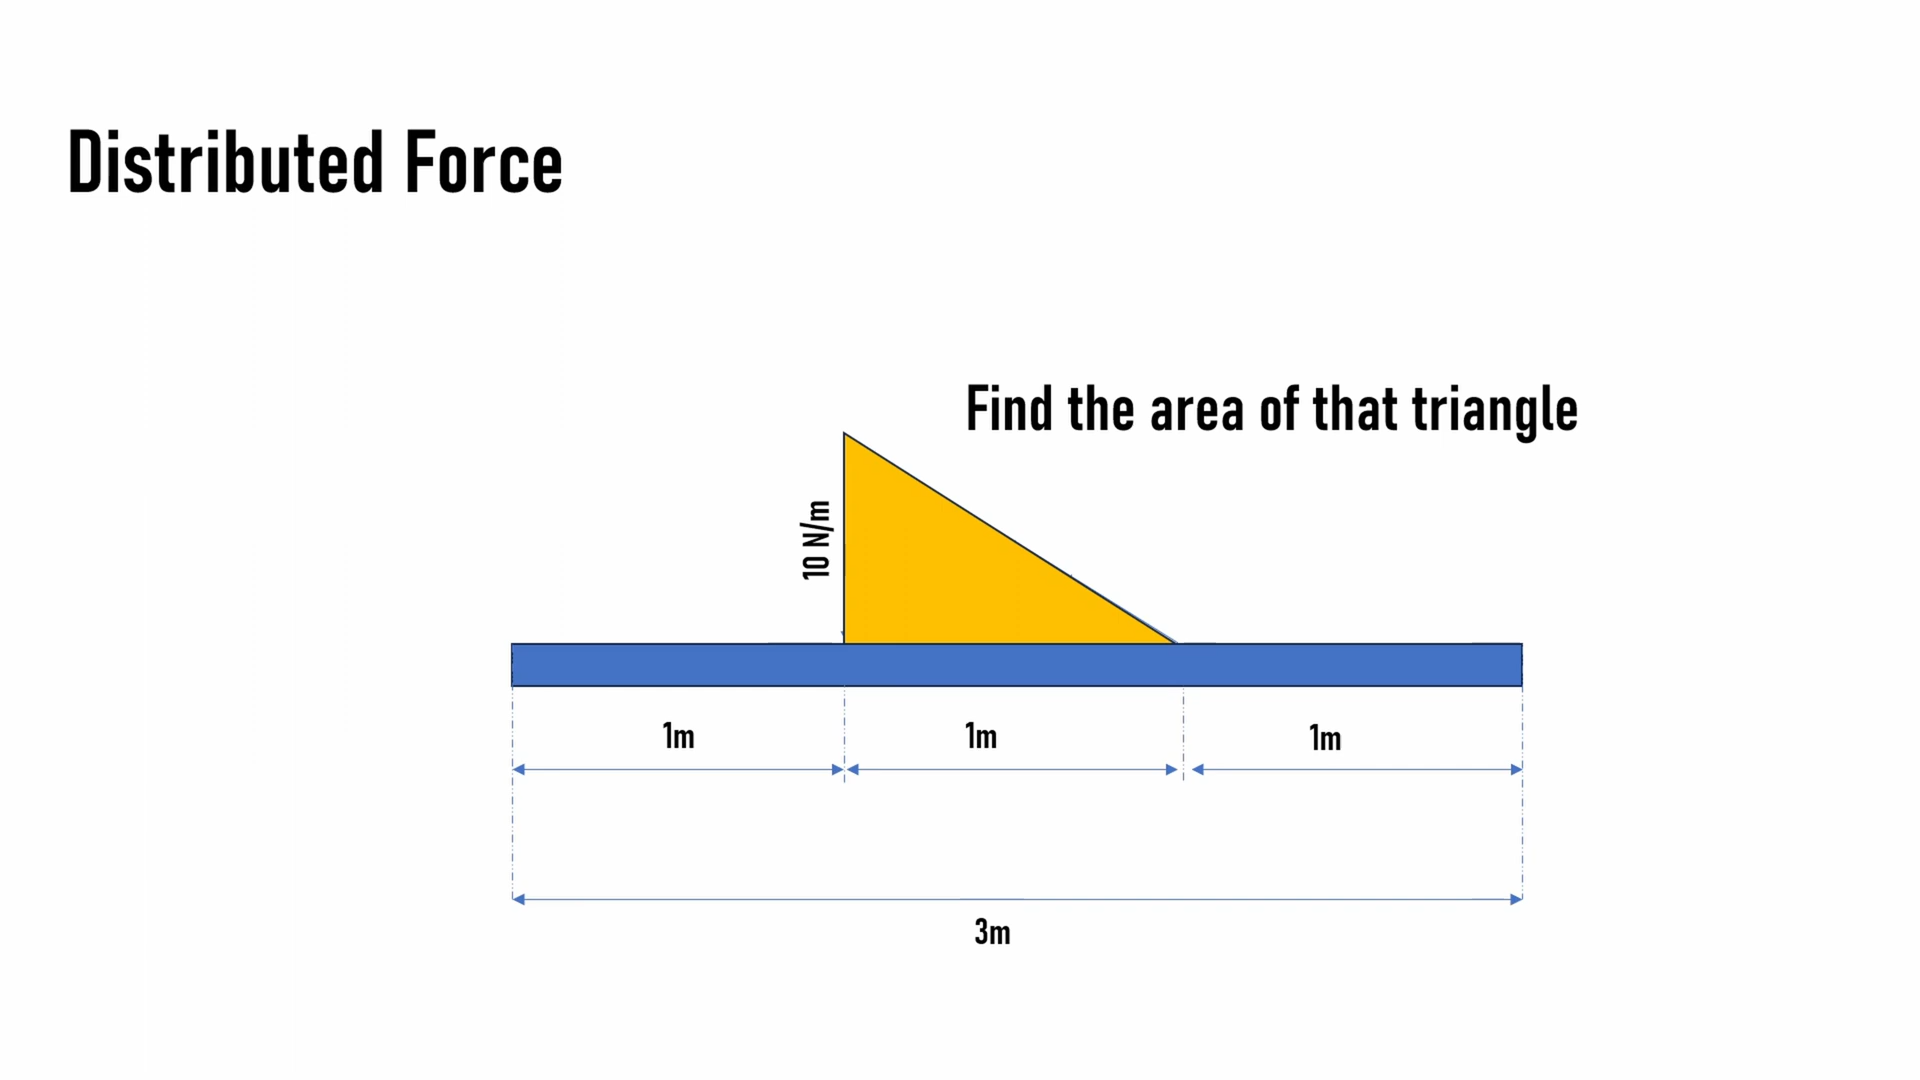 Distributed Force
Find the area of that triangle
10 N/m
1m
1m
1m
3m